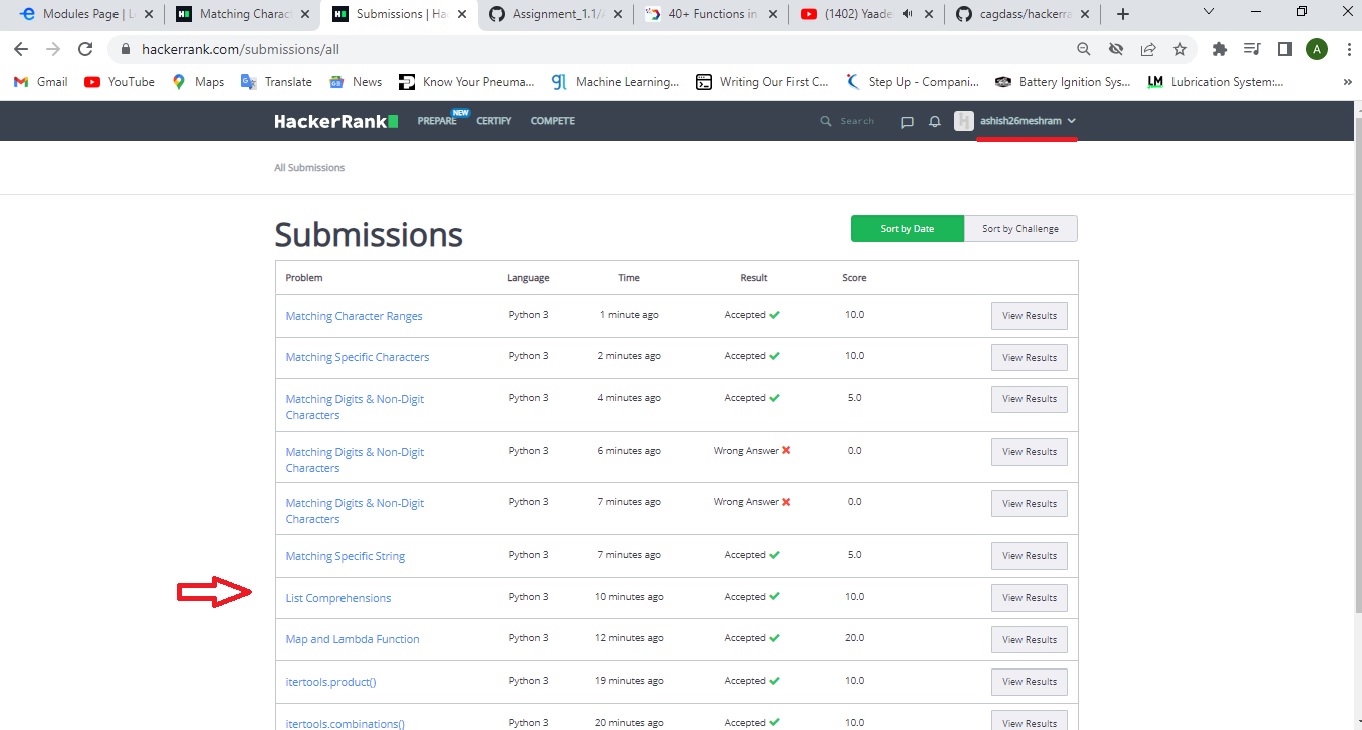 Modules Page | L
Matching Charact
Submissions | Ha
Assignment_1.1/
40+ Functions in
(1402) Yaade
cagdass/hackerra
hackerrank.com/submissions/all
A
Gmail
YouTube
Maps
Translate
News
Know Your Pneuma...
Machine Learning...
Writing Our First C...
Step Up - Compani...
Battery Ignition Sys...
LM
Lubrication System:...
»
HackerRank
PREPARE
NEW
CERTIFY
COMPETE
Search
ashish26meshram
All Submissions
Submissions
Sort by Date
Sort by Challenge
Problem Language Time Result Score
Matching Character Ranges Python 3 1 minute ago Accepted 10.0 View Results
Matching Specific Characters Python 3 2 minutes ago Accepted 10.0 View Results
Matching Digits & Non-Digit Python 3 4 minutes ago Accepted 5.0 View Results
Characters
Matching Digits & Non-Digit Python 3 6 minutes ago Wrong Answer 0.0 View Results
Characters
Matching Digits & Non-Digit Python 3 7 minutes ago Wrong Answer 0.0 View Results
Characters
Matching Specific String Python 3 7 minutes ago Accepted 5.0 View Results
List Comprehensions Python 3 10 minutes ago Accepted 10.0 View Results
Map and Lambda Function Python 3 12 minutes ago Accepted 20.0 View Results
itertools.product() Python 3 19 minutes ago Accepted 10.0 View Results
itertools.combinations() Python 3 20 minutes ago Accepted 10.0 View Results